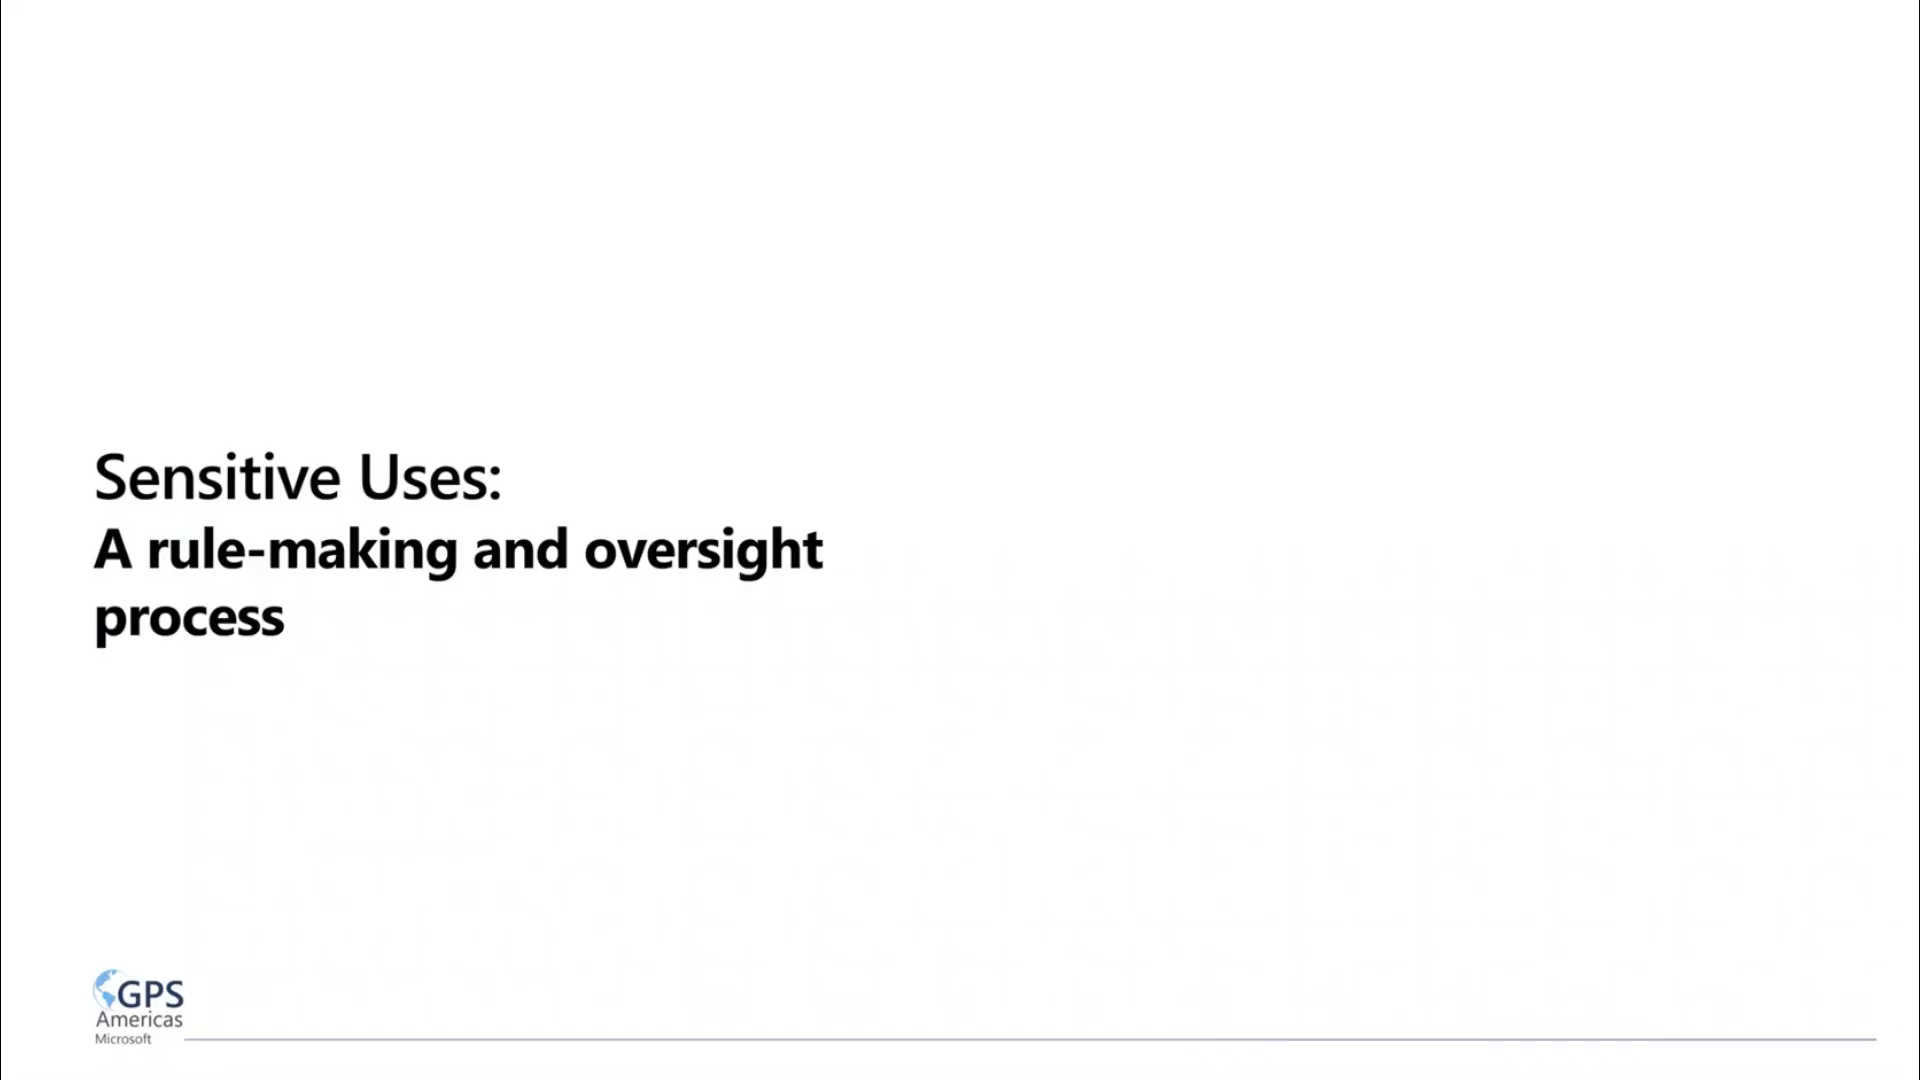 Sensitive Uses:
A rule-making and oversight
process
GPS
Americas
Microsoft